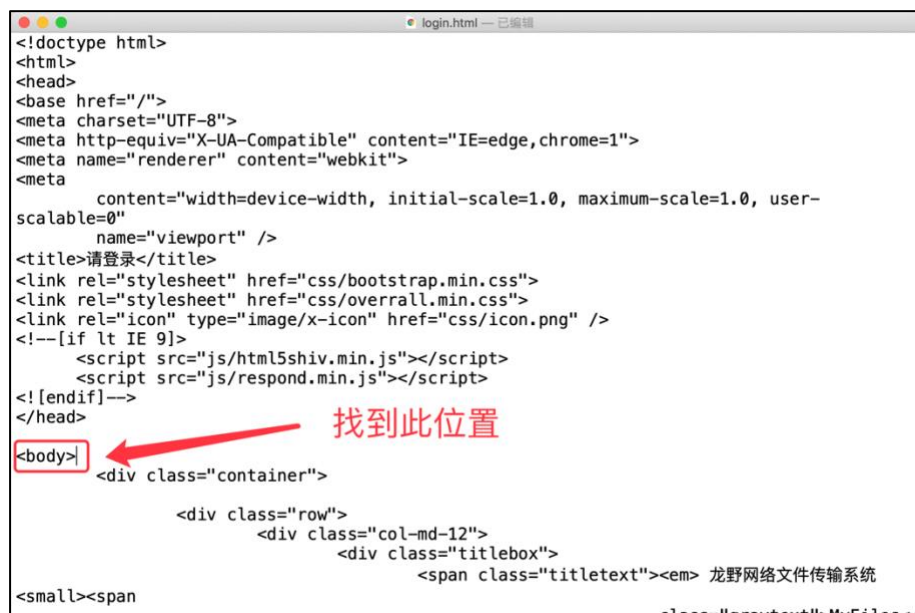 login.html — 已编辑
<!doctype html>
<html>
<head>
<base href="/">
<meta charset="UTF-8">
<meta http-equiv="X-UA-Compatible" content="IE=edge,chrome=1">
<meta name="renderer" content="webkit">
<meta
content="width=device-width, initial-scale=1.0, maximum-scale=1.0, user-
scalable=0"
name="viewport" />
<title>请登录</title>
<link rel="stylesheet" href="css/bootstrap.min.css">
<link rel="stylesheet" href="css/overrall.min.css">
<link rel="icon" type="image/x-icon" href="css/icon.png" />
<!--[if lt IE 9]>
<script src="js/html5shiv.min.js"></script>
<script src="js/respond.min.js"></script>
<![endif]-->
</head>
找到此位置
<body>
<div class="container">
<div class="row">
<div class="col-md-12">
<div class="titlebox">
<span class="titletext"><em> 龙野网络文件传输系统
<small><span